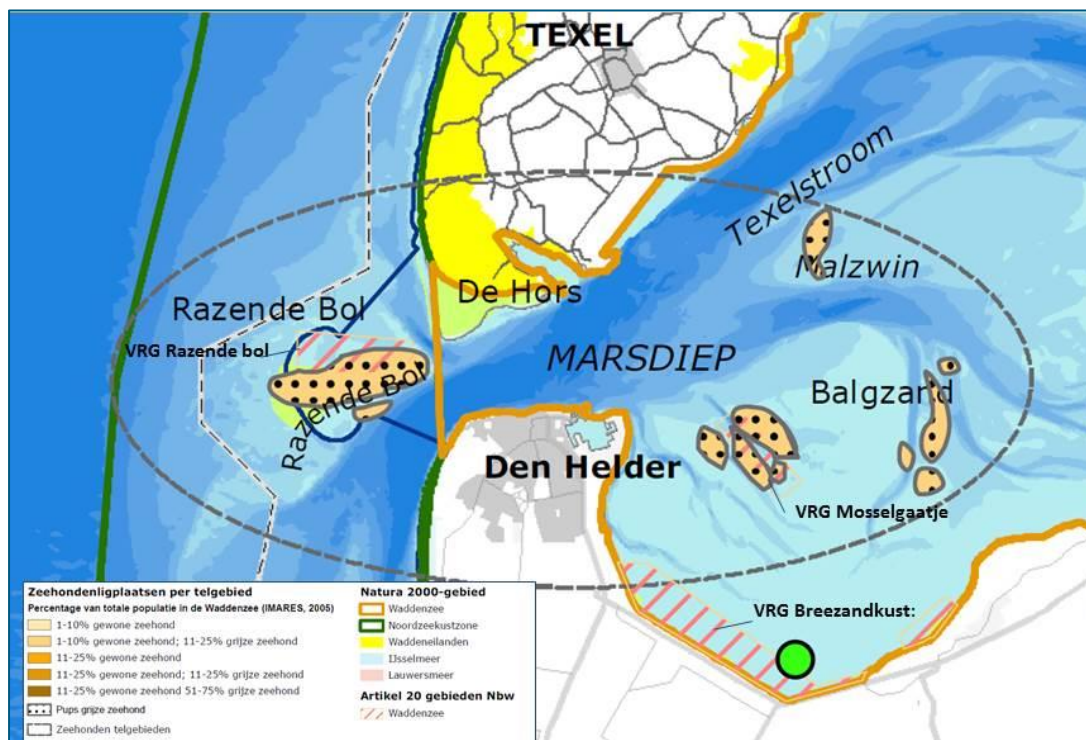 TEXEL
Texelstroom
Malzwin
De Hors
Razende Bol
VRG Razende bol
MARSDIEP
Razende Bol
Balgzand
Den Helder
VRG Mosselgaatje
VRG Breezandkust:
Zeehondenligplaatsen per telgebied
Percentage van totale populatie in de Waddenzee (IMARES, 2005)
1-10% gewone zeehond
1-10% gewone zeehond; 11-25% grijze zeehond
11-25% gewone zeehond
11-25% gewone zeehond; 11-25% grijze zeehond
11-25% gewone zeehond 51-75% grijze zeehond
Pups grijze zeehond
Zeehonden telgebieden
Natura 2000-gebied
Waddenzee
Noordzeekustzone
Waddeneilanden
IJsselmeer
Lauwersmeer
Artikel 20 gebieden Nbw
Waddenzee